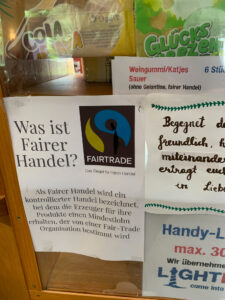 GLÜCKS
Weingummi/Katjes 6 Stü
Sauer
(ohne Gelantine, fairer Handel)
Was ist
Fairer
Handel?
FAIRTRADE
Als Fairer Handel wird ein
kontrollierter Handel bezeichnet,
bei dem die Erzeuger für ihre
Produkte einen Mindestlohn
erhalten, der von einer Fair-Trade
Organisation bestimmt wird
Begegnet
freundlich, h
miteinander
ertragt euch
in Liebe
Handy-L
max. 30
Wir übernehme
LIGHT